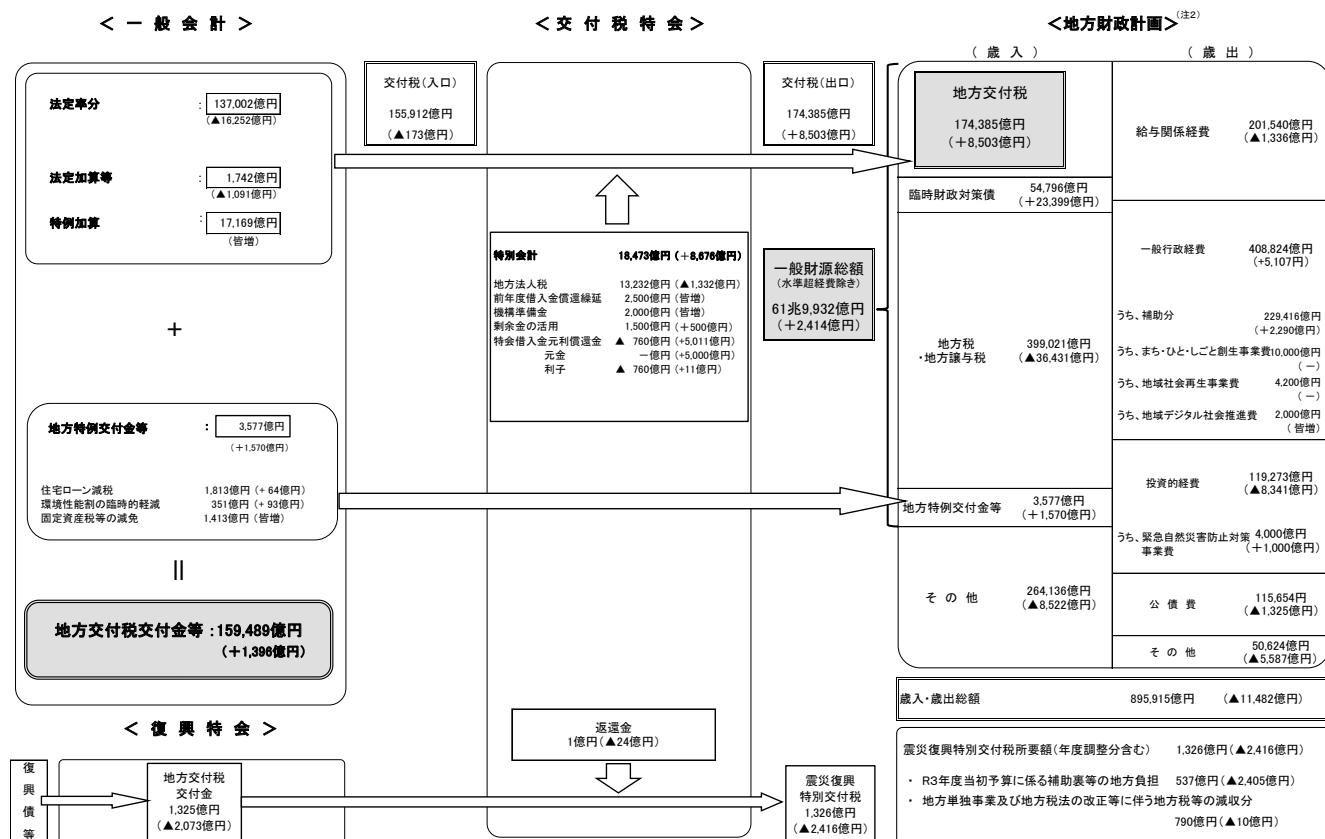 ＜ 一 般 会 計 ＞
法定率分 ： 137,002億円
(▲16,252億円)
法定加算等 ： 1,742億円
(▲1,091億円)
特例加算 ： 17,169億円
(皆増)
+
地方特例交付金等 ： 3,577億円
(+1,570億円)
住宅ローン減税 1,813億円 (+ 64億円)
環境性能割の臨時的軽減 351億円 (+ 93億円)
固定資産税等の減免 1,413億円 (皆増)
||
地方交付税交付金等 ：159,489億円
(＋1,396億円)
＜ 交 付 税 特 会 ＞
交付税(入口)
155,912億円
(▲173億円)
特別会計 18,473億円 (＋8,676億円)
地方法人税 13,232億円 (▲1,332億円)
前年度借入金償還繰延 2,500億円 (皆増)
機構準備金 2,000億円 (皆増)
剰余金の活用 1,500億円 (+500億円)
特会借入金元利償還金 ▲ 760億円 (+5,011億円)
元金 －億円 (+5,000億円)
利子 ▲ 760億円 (+11億円)
交付税(出口)
174,385億円
(＋8,503億円)
一般財源総額
(水準超経費除き)
61兆9,932億円
(＋2,414億円)
＜地方財政計画＞(注2)
( 歳 入 ) ( 歳 出 )
地方交付税
174,385億円
(＋8,503億円)
臨時財政対策債 54,796億円
(＋23,399億円)
地方税
・地方譲与税 399,021億円
(▲36,431億円)
地方特例交付金等 3,577億円
(＋1,570億円)
そ の 他 264,136億円
(▲8,522億円)
給与関係経費 201,540億円
(▲1,336億円)
一般行政経費 408,824億円
(+5,107円)
うち、補助分 229,416億円
(＋2,290億円)
うち、まち・ひと・しごと創生事業費10,000億円
(－)
うち、地域社会再生事業費 4,200億円
(－)
うち、地域デジタル社会推進費 2,000億円
( 皆増)
投資的経費 119,273億円
(▲8,341億円)
うち、緊急自然災害防止対策 4,000億円
事業費 (＋1,000億円)
公 債 費 115,654円
(▲1,325億円)
そ の 他 50,624億円
(▲5,587億円)
歳入・歳出総額 895,915億円 (▲11,482億円)
＜ 復 興 特 会 ＞
復
興
債
等
地方交付税
交付金
1,325億円
(▲2,073億円)
返還金
1億円(▲24億円)
震災復興
特別交付税
1,326億円
(▲2,416億円)
震災復興特別交付税所要額(年度調整分含む) 1,326億円(▲2,416億円)
・ R3年度当初予算に係る補助裏等の地方負担 537億円(▲2,405億円)
・ 地方単独事業及び地方税法の改正等に伴う地方税等の減収分
790億円(▲10億円)